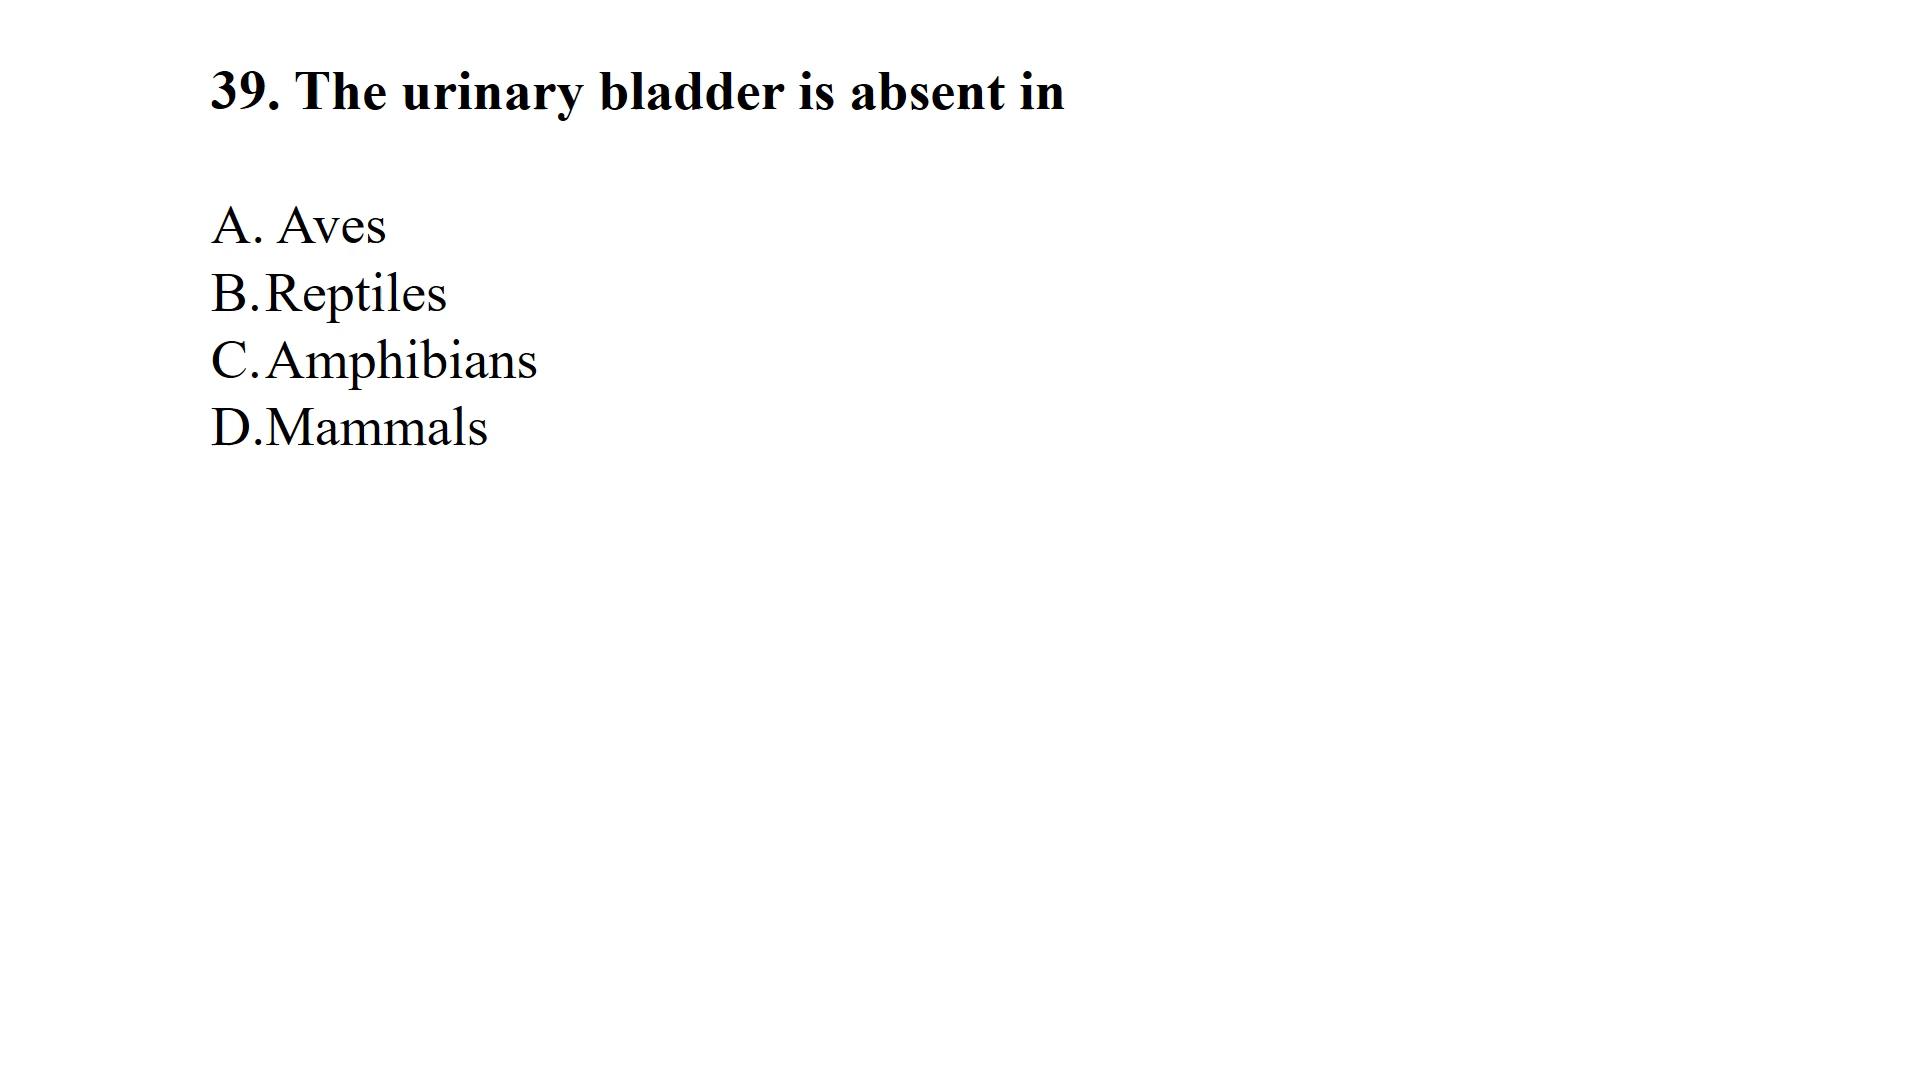 39. The urinary bladder is absent in
A. Aves
B.Reptiles
C.Amphibians
D.Mammals